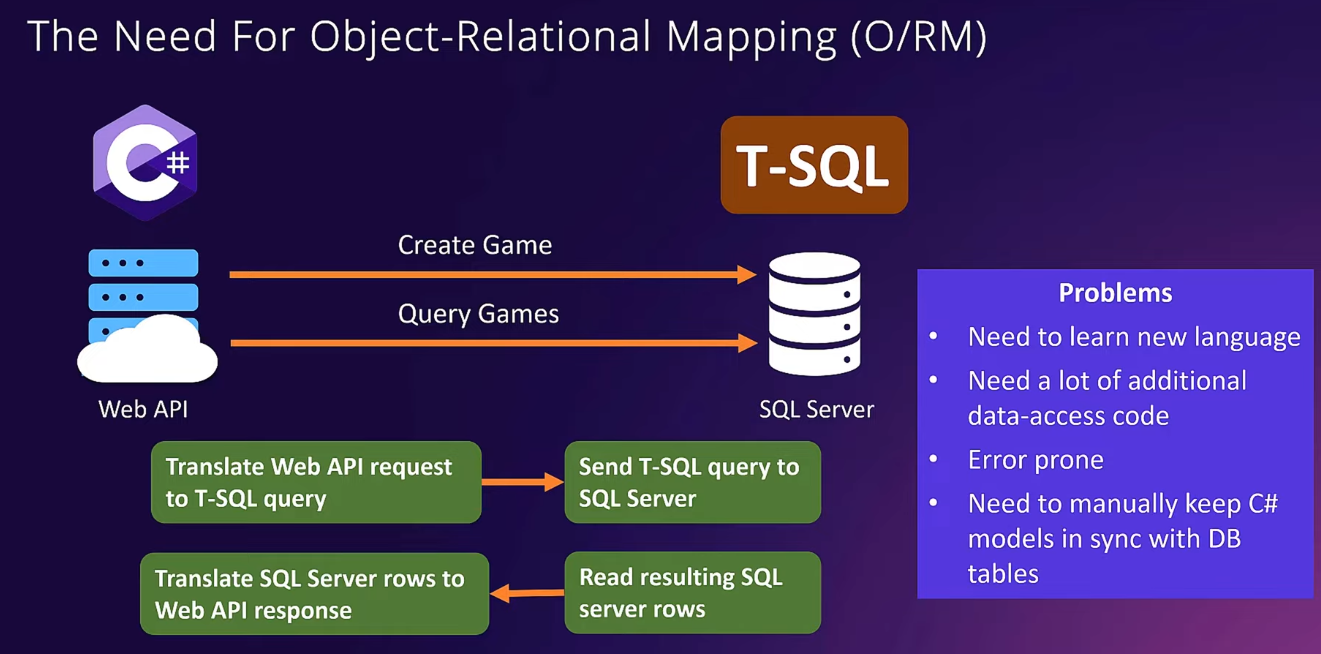 The Need For Object-Relational Mapping (O/RM)
C#
T-SQL
Create Game
Query Games
Web API
SQL Server
Problems
• Need to learn new language
• Need a lot of additional
data-access code
• Error prone
• Need to manually keep C#
models in sync with DB
tables
Translate Web API request
to T-SQL query
Send T-SQL query to
SQL Server
Translate SQL Server rows to
Web API response
Read resulting SQL
server rows